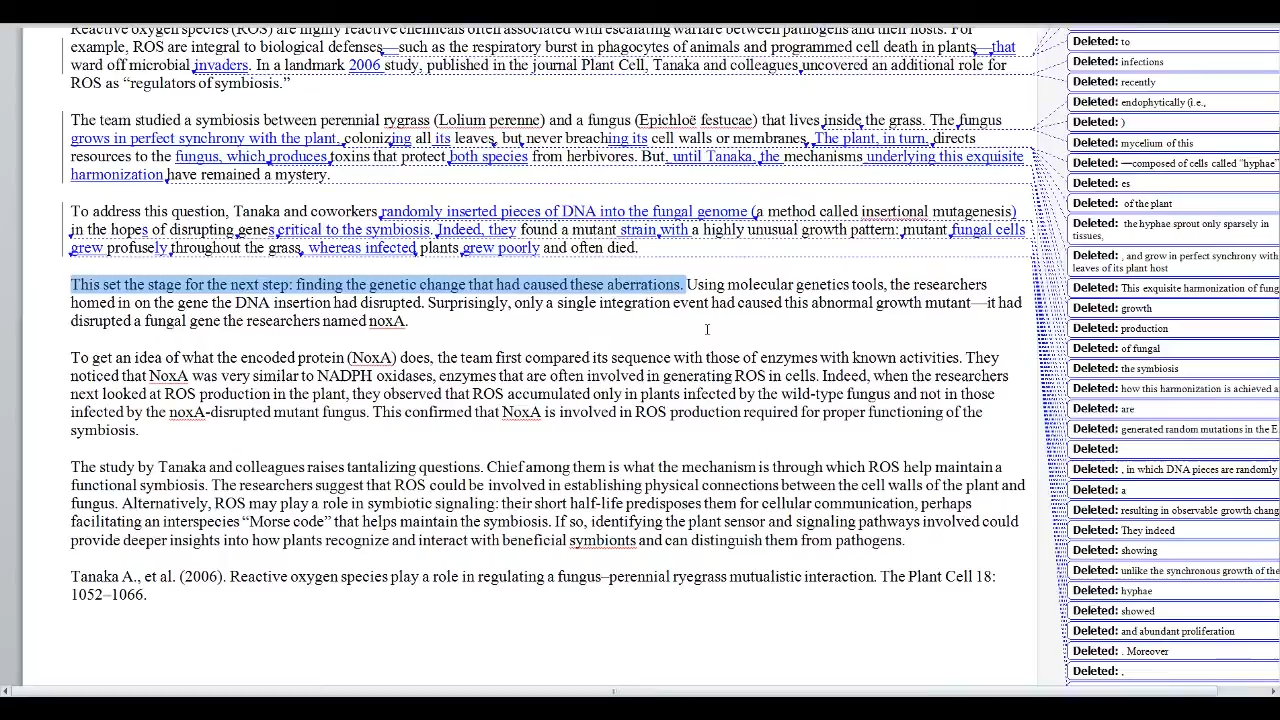 Reactive oxygen species (ROS) are highly reactive chemicals often associated with escalating warfare between pathogens and their hosts. For
example, ROS are integral to biological defenses—such as the respiratory burst in phagocytes of animals and programmed cell death in plants—that
ward off microbial invaders. In a landmark 2006 study, published in the journal Plant Cell, Tanaka and colleagues uncovered an additional role for
ROS as “regulators of symbiosis.”
The team studied a symbiosis between perennial rygrass (Lolium perenne) and a fungus (Epichloë festucae) that lives inside the grass. The fungus
grows in perfect synchrony with the plant, colonizing all its leaves, but never breaching its cell walls or membranes. The plant, in turn, directs
resources to the fungus, which produces toxins that protect both species from herbivores. But, until Tanaka, the mechanisms underlying this exquisite
harmonization have remained a mystery.
To address this question, Tanaka and coworkers randomly inserted pieces of DNA into the fungal genome (a method called insertional mutagenesis)
in the hopes of disrupting genes critical to the symbiosis. Indeed, they found a mutant strain with a highly unusual growth pattern: mutant fungal cells
grew profusely throughout the grass, whereas infected plants grew poorly and often died.
This set the stage for the next step: finding the genetic change that had caused these aberrations. Using molecular genetics tools, the researchers
homed in on the gene the DNA insertion had disrupted. Surprisingly, only a single integration event had caused this abnormal growth mutant—it had
disrupted a fungal gene the researchers named noxA.
To get an idea of what the encoded protein (NoxA) does, the team first compared its sequence with those of enzymes with known activities. They
noticed that NoxA was very similar to NADPH oxidases, enzymes that are often involved in generating ROS in cells. Indeed, when the researchers
next looked at ROS production in the plant, they observed that ROS accumulated only in plants infected by the wild-type fungus and not in those
infected by the noxA-disrupted mutant fungus. This confirmed that NoxA is involved in ROS production required for proper functioning of the
symbiosis.
The study by Tanaka and colleagues raises tantalizing questions. Chief among them is what the mechanism is through which ROS help maintain a
functional symbiosis. The researchers suggest that ROS could be involved in establishing physical connections between the cell walls of the plant and
fungus. Alternatively, ROS may play a role in symbiotic signaling: their short half-life predisposes them for cellular communication, perhaps
facilitating an interspecies “Morse code” that helps maintain the symbiosis. If so, identifying the plant sensor and signaling pathways involved could
provide deeper insights into how plants recognize and interact with beneficial symbionts and can distinguish them from pathogens.
Tanaka A., et al. (2006). Reactive oxygen species play a role in regulating a fungus–perennial ryegrass mutualistic interaction. The Plant Cell 18:
1052–1066.
Deleted: to
Deleted: infections
Deleted: recently
Deleted: endophytically (i.e.,
Deleted: )
Deleted: mycelium of this
Deleted: —composed of cells called “hyphae”
Deleted: es
Deleted: of the plant
Deleted: the hyphae sprout only sparsely in
tissues,
Deleted: , and grow in perfect synchrony with
leaves of its plant host
Deleted: This exquisite harmonization of fung
Deleted: growth
Deleted: production
Deleted: of fungal
Deleted: the symbiosis
Deleted: how this harmonization is achieved a
Deleted: are
Deleted: generated random mutations in the E
Deleted:
Deleted: , in which DNA pieces are randomly
Deleted: a
Deleted: resulting in observable growth chang
Deleted: They indeed
Deleted: showing
Deleted: unlike the synchronous growth of the
Deleted: hyphae
Deleted: showed
Deleted: and abundant proliferation
Deleted: . Moreover
Deleted: ,